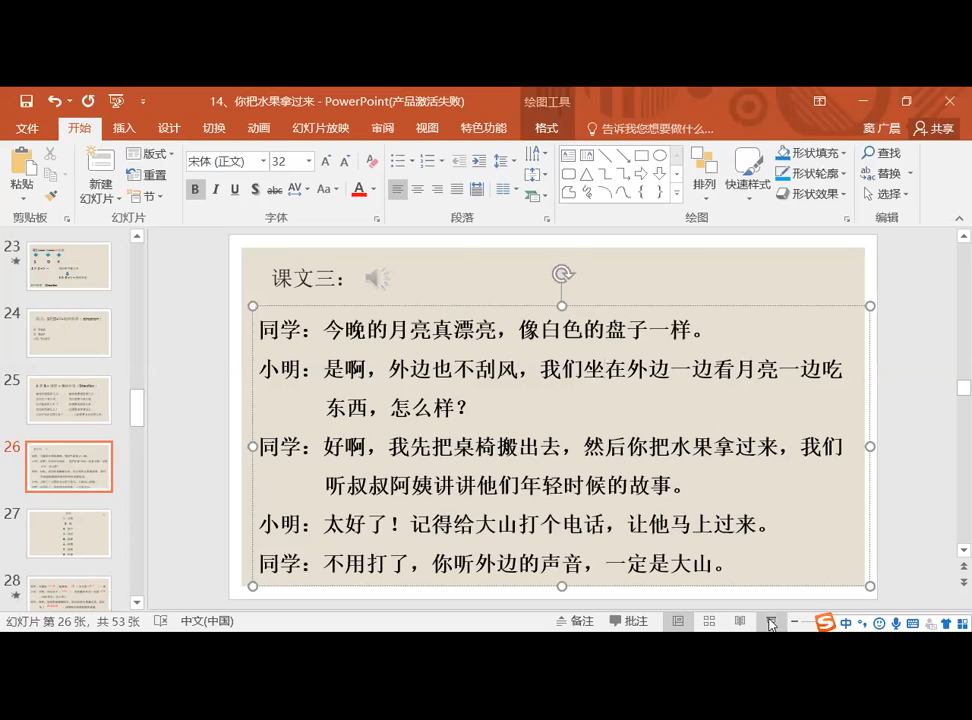 14、你把水果拿过来 - PowerPoint(产品激活失败)
绘图工具
文件
开始
插入
设计
切换
动画
幻灯片放映
审阅
视图
特色功能
格式
告诉我您想要做什么...
窦 广晨
共享
粘贴
新建
幻灯片
版式
重置
节
宋体 (正文)
32
B I U S abc AV Aa A
排列
快速样式
形状填充
形状轮廓
形状效果
查找
替换
选择
剪贴板
幻灯片
字体
段落
绘图
编辑
23
24
25
26
27
28
课文三:
同学:今晚的月亮真漂亮,像白色的盘子一样。
小明:是啊,外边也不刮风,我们坐在外边一边看月亮一边吃
东西,怎么样?
同学:好啊,我先把桌椅搬出去,然后你把水果拿过来,我们
听叔叔阿姨讲讲他们年轻时候的故事。
小明:太好了!记得给大山打个电话,让他马上过来。
同学:不用打了,你听外边的声音,一定是大山。
幻灯片 第 26 张,共 53 张
中文(中国)
备注
批注
中